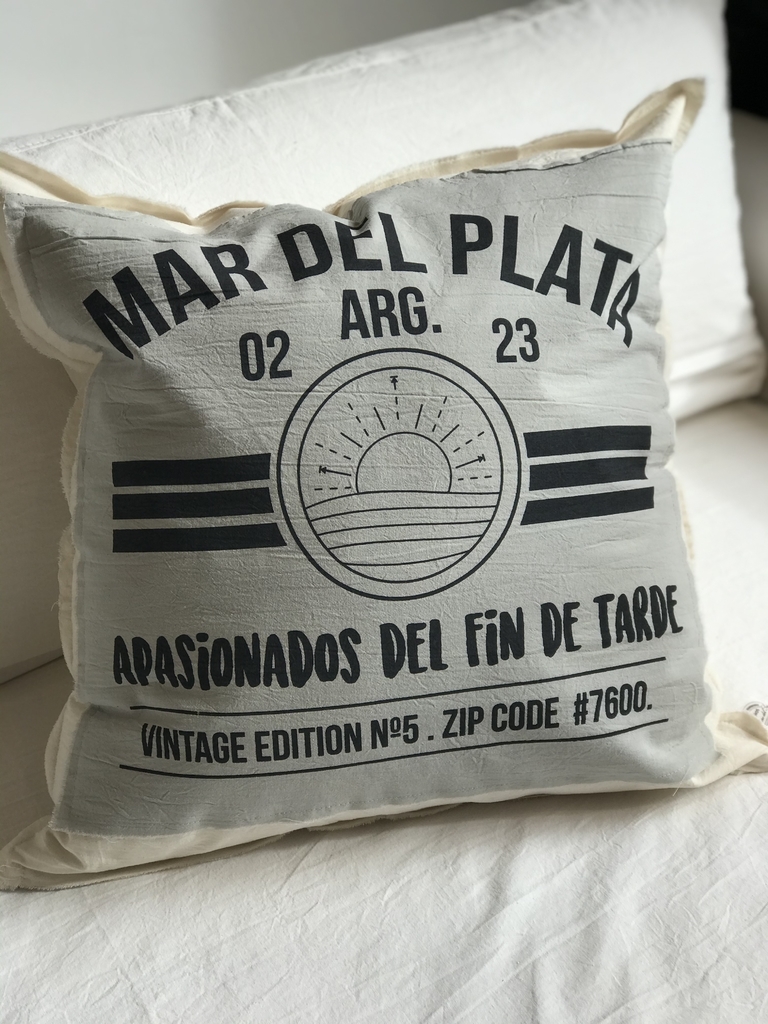 MAR DEL PLATA
ARG.
02 23
APASiONADOS DEL FiN DE TARDE
VINTAGE EDITION Nº5 . ZIP CODE #7600.